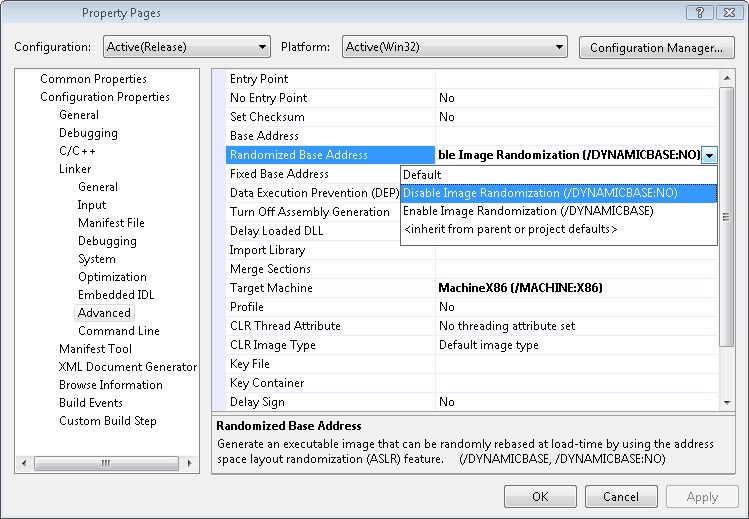 Property Pages
Configuration: Active(Release) Platform: Active(Win32) Configuration Manager...
Common Properties
Configuration Properties
General
Debugging
C/C++
Linker
General
Input
Manifest File
Debugging
System
Optimization
Embedded IDL
Advanced
Command Line
Manifest Tool
XML Document Generator
Browse Information
Build Events
Custom Build Step
Entry Point
No Entry Point No
Set Checksum No
Base Address
Randomized Base Address ble Image Randomization (/DYNAMICBASE:NO)
Fixed Base Address
Data Execution Prevention (DEP)
Turn Off Assembly Generation
Delay Loaded DLL
Default
Disable Image Randomization (/DYNAMICBASE:NO)
Enable Image Randomization (/DYNAMICBASE)
<inherit from parent or project defaults>
Import Library
Merge Sections
Target Machine MachineX86 (/MACHINE:X86)
Profile No
CLR Thread Attribute No threading attribute set
CLR Image Type Default image type
Key File
Key Container
Delay Sign No
Randomized Base Address
Generate an executable image that can be randomly rebased at load-time by using the address
space layout randomization (ASLR) feature. (/DYNAMICBASE, /DYNAMICBASE:NO)
OK Cancel Apply